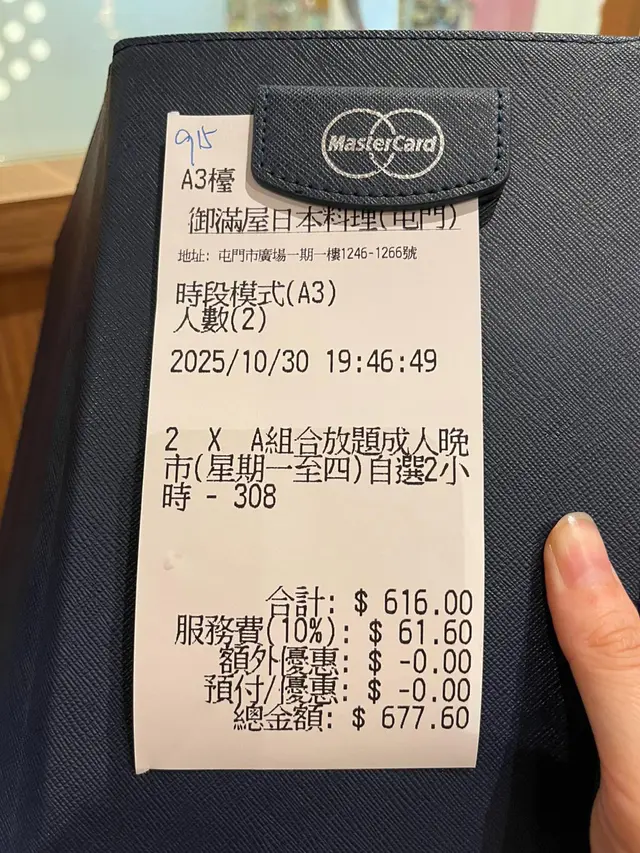 915
MasterCard
A3檯
御滿屋日本料理(屯門)
地址: 屯門市廣場一期一樓1246-1266號
時段模式(A3)
人數(2)
2025/10/30 19:46:49
2 X A組合放題成人晚
市(星期一至四)自選2小
時 - 308
合計: $ 616.00
服務費(10%): $ 61.60
額外優惠: $ -0.00
預付/優惠: $ -0.00
總金額: $ 677.60